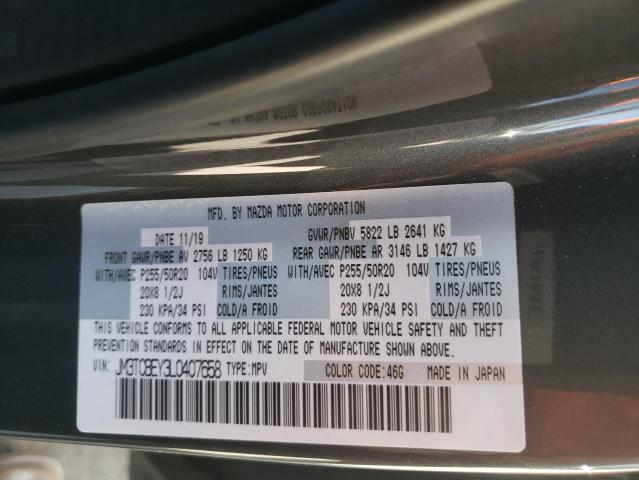 MFD. BY MAZDA MOTOR CORPORATION
DATE 11/19 GVWR/PNBV 5822 LB 2641 KG
FRONT GAWR/PNBE AV 2756 LB 1250 KG REAR GAWR/PNBE AR 3146 LB 1427 KG
WITH/AVEC P255/50R20 104V TIRES/PNEUS WITH/AVEC P255/50R20 104V TIRES/PNEUS
20X8 1/2J RIMS/JANTES 20X8 1/2J RIMS/JANTES
230 KPA/34 PSI COLD/A FROID 230 KPA/34 PSI COLD/A FROID
THIS VEHICLE CONFORMS TO ALL APPLICABLE FEDERAL MOTOR VEHICLE SAFETY AND THEFT
PREVENTION STANDARDS IN EFFECT ON THE DATE OF MANUFACTURE SHOWN ABOVE.
VIN: JM3TCBEY3L0407658 TYPE: MPV COLOR CODE: 46G MADE IN JAPAN